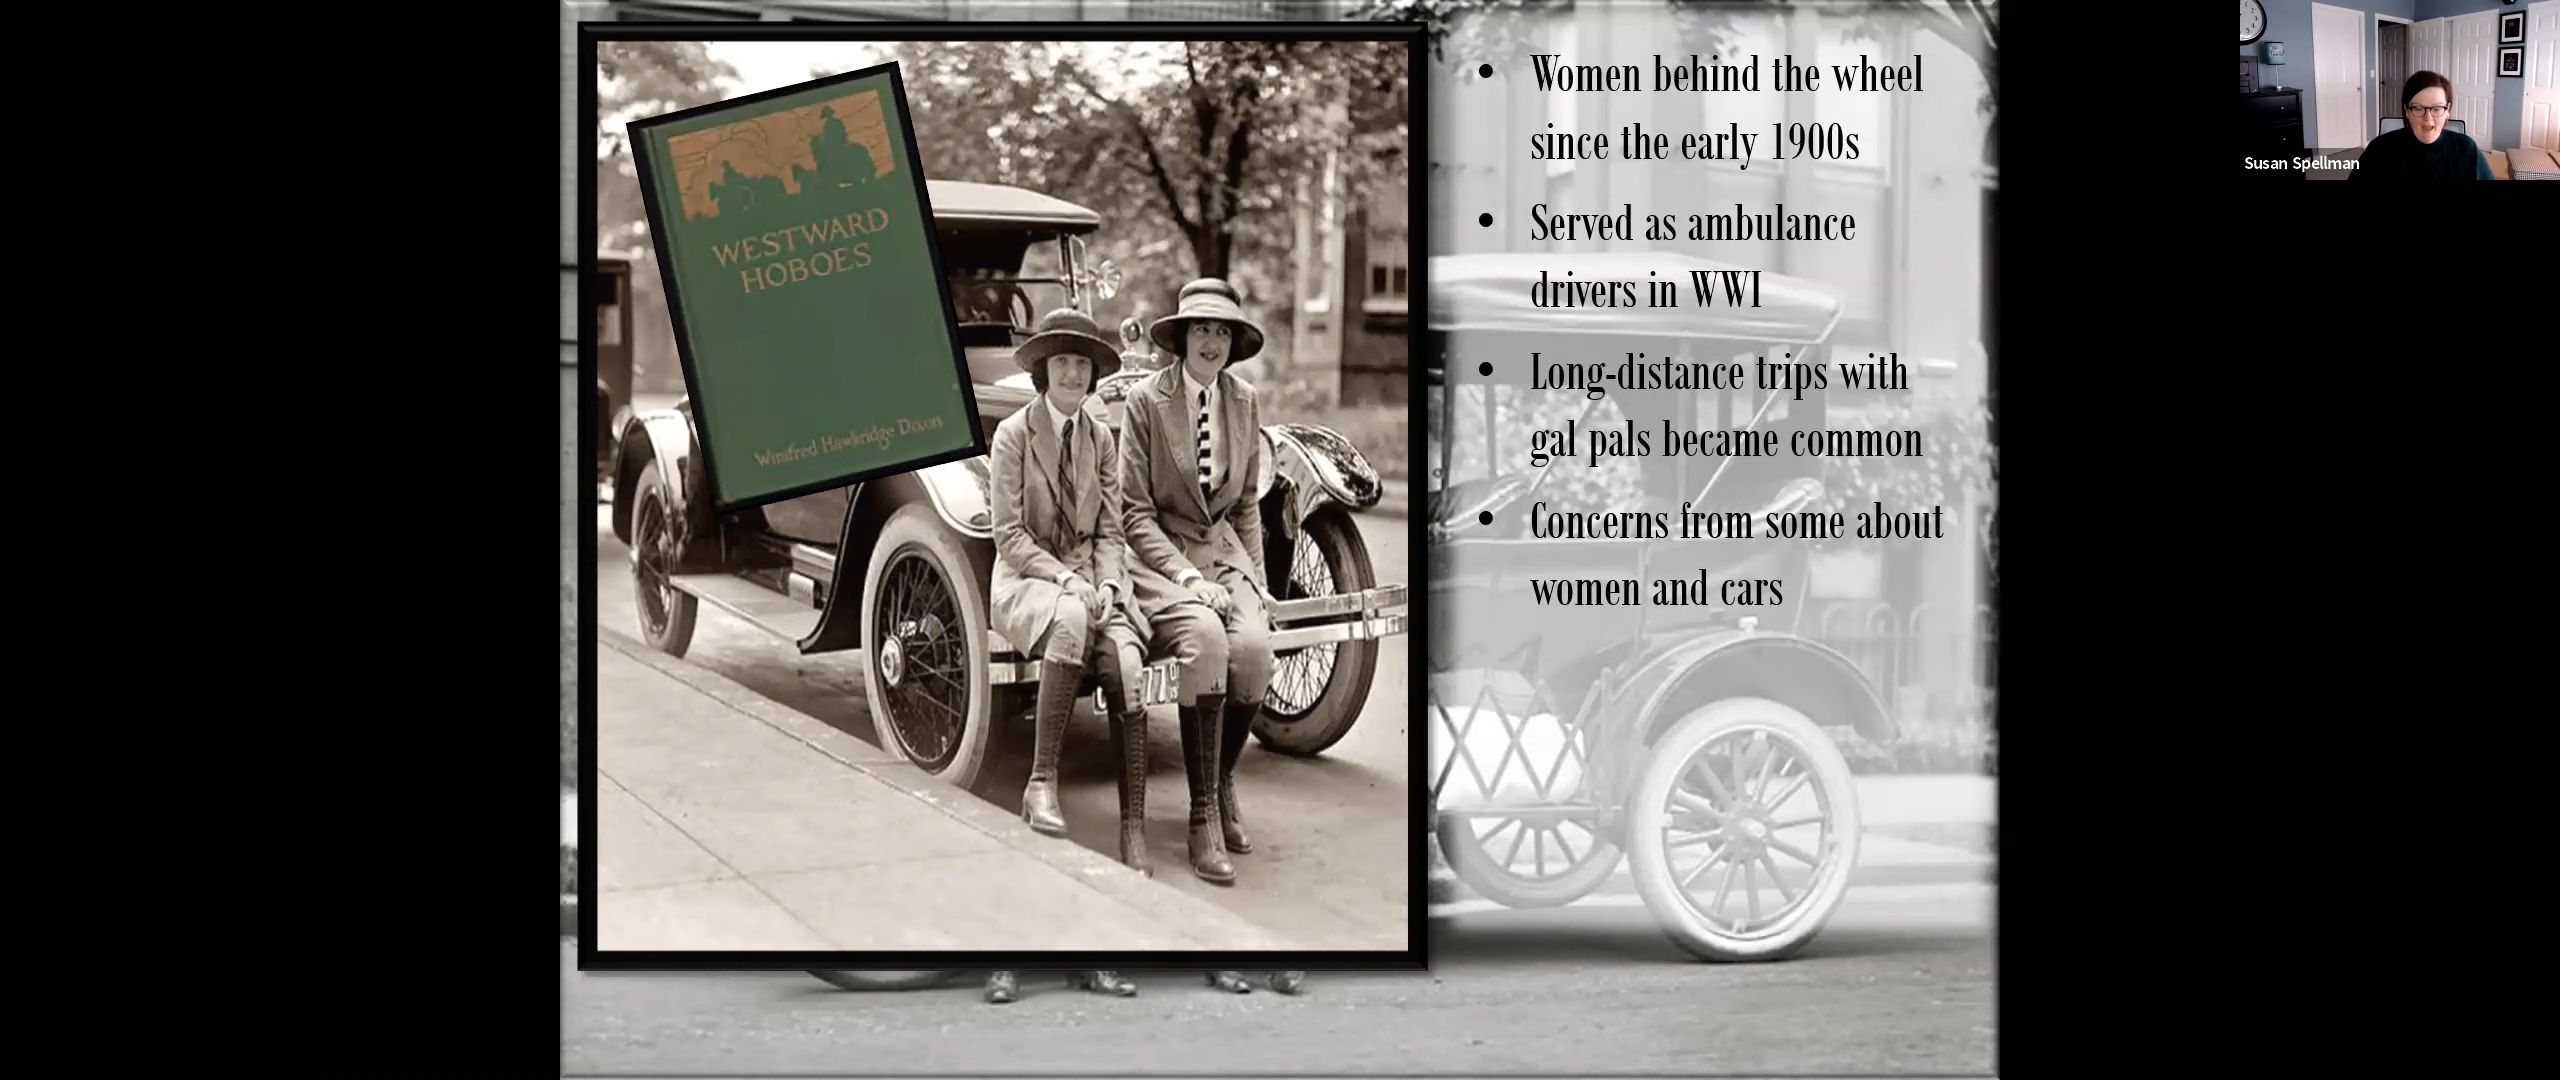 WESTWARD
HOBOES
Winifred Hawkridge Dixon
77
• Women behind the wheel
since the early 1900s
• Served as ambulance
drivers in WWI
• Long-distance trips with
gal pals became common
• Concerns from some about
women and cars
Susan Spellman